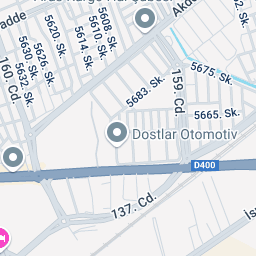 adde
5608. Sk.
5610. Sk.
5614. Sk.
5620. Sk.
5626. Sk.
5630. Sk.
5632. Sk.
160. Cd.
5683. Sk.
159. Cd.
5675. Sk.
5665. Sk.
Dostlar Otomotiv
D400
137. Cd.